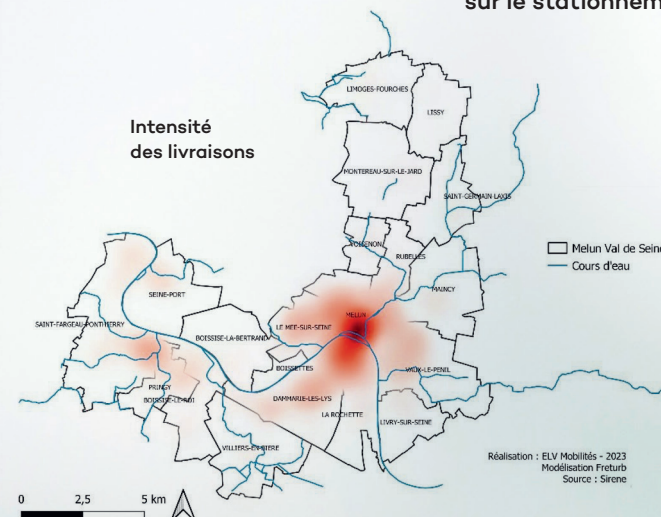 sur le stationnem
Intensité
des livraisons
LIMOGES-FOURCHES
LISSY
MONTEREAU-SUR-LE-JARD
SAINT-GERMAIN-LAXIS
VOISENON
RUBELLES
Melun Val de Seine
Cours d'eau
MAINCY
SEINE-PORT
MELUN
SAINT-FARGEAU-PONTHIERRY
LE MEE-SUR-SEINE
BOISSISE-LA-BERTRAND
BOISSETTES
VAUX-LE-PENIL
PRINGY
BOISSISE-LE-ROI
DAMMARIE-LES-LYS
LA ROCHETTE
LIVRY-SUR-SEINE
VILLIERS-EN-BIERE
Réalisation : ELV Mobilités - 2023
Modélisation Freturb
Source : Sirene
0 2,5 5 km